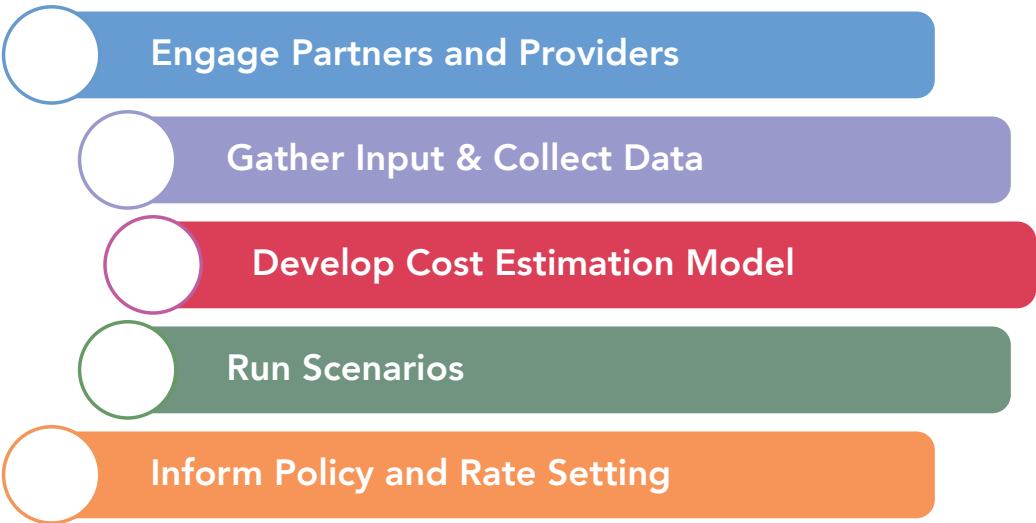 Engage Partners and Providers
Gather Input & Collect Data
Develop Cost Estimation Model
Run Scenarios
Inform Policy and Rate Setting